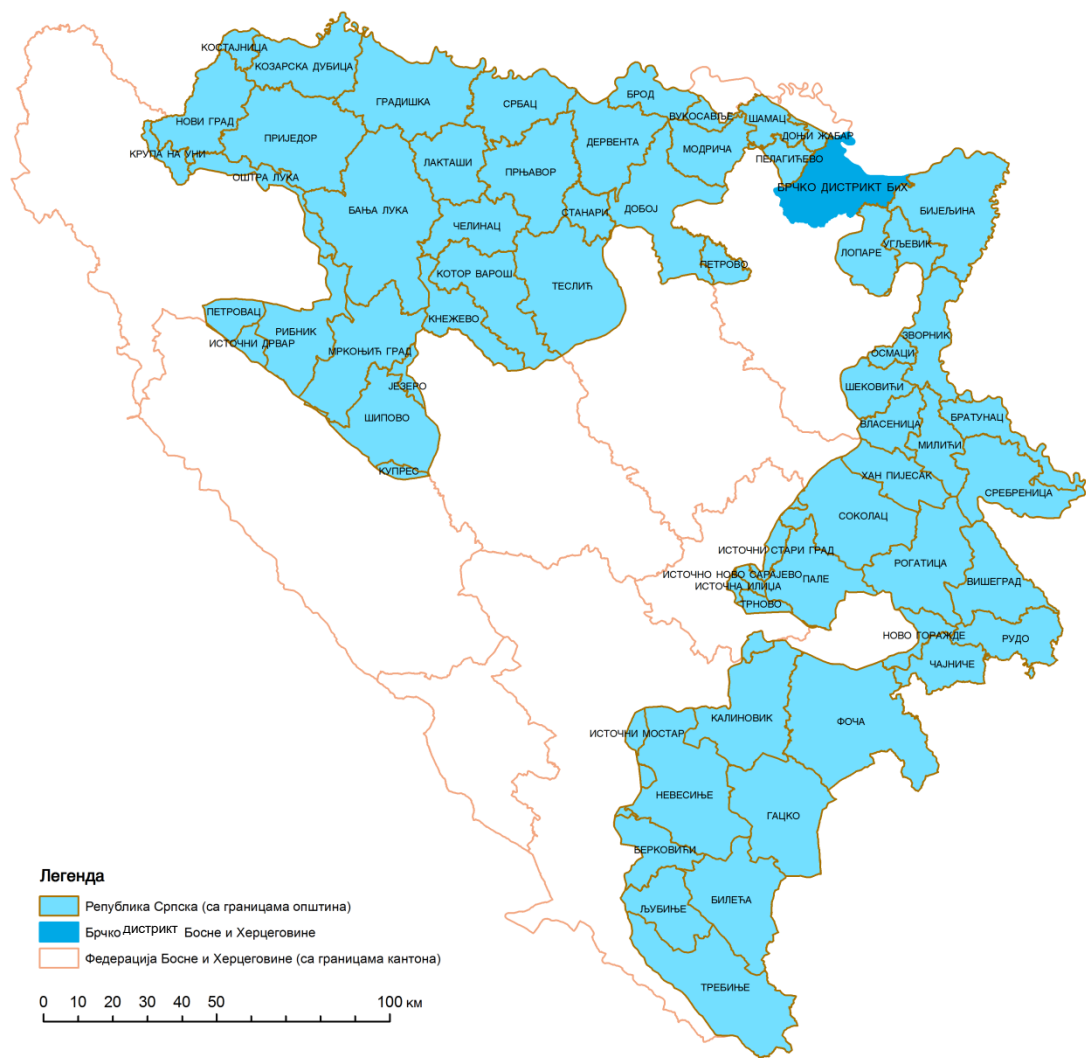 КОСТАЈНИЦА
КОЗАРСКА ДУБИЦА
ГРАДИШКА
СРБАЦ
БРОД
ВУКОСАВЉЕ
ШАМАЦ
ДОЊИ ЖАБАР
НОВИ ГРАД
ПРИЈЕДОР
ДЕРВЕНТА
МОДРИЧА
КРУПА НА УНИ
ЛАКТАШИ
ПРЊАВОР
ПЕЛАГИЋЕВО
ОШТРА ЛУКА
БРЧКО ДИСТРИКТ БиХ
БАЊА ЛУКА
СТАНАРИ
ДОБОЈ
БИЈЕЉИНА
ЧЕЛИНАЦ
УГЉЕВИК
ЛОПАРЕ
ПЕТРОВО
КОТОР ВАРОШ
ТЕСЛИЋ
ПЕТРОВАЦ
КНЕЖЕВО
РИБНИК
ИСТОЧНИ ДРВАР
МРКОЊИЋ ГРАД
ЗВОРНИК
ОСМАЦИ
ЈЕЗЕРО
ШЕКОВИЋИ
ШИПОВО
БРАТУНАЦ
ВЛАСЕНИЦА
МИЛИЋИ
КУПРЕС
ХАН ПИЈЕСАК
СРЕБРЕНИЦА
СОКОЛАЦ
ИСТОЧНИ СТАРИ ГРАД
РОГАТИЦА
ИСТОЧНО НОВО САРАЈЕВО
ПАЛЕ
ВИШЕГРАД
ИСТОЧНА ИЛИЏА
ТРНОВО
НОВО ГОРАЖДЕ
РУДО
ЧАЈНИЧЕ
КАЛИНОВИК
ФОЧА
ИСТОЧНИ МОСТАР
НЕВЕСИЊЕ
ГАЦКО
БЕРКОВИЋИ
БИЛЕЋА
ЉУБИЊЕ
ТРЕБИЊЕ
Легенда
Република Српска (са границама општина)
Брчко дистрикт Босне и Херцеговине
Федерација Босне и Херцеговине (са границама кантона)
0 10 20 30 40 50 100 км